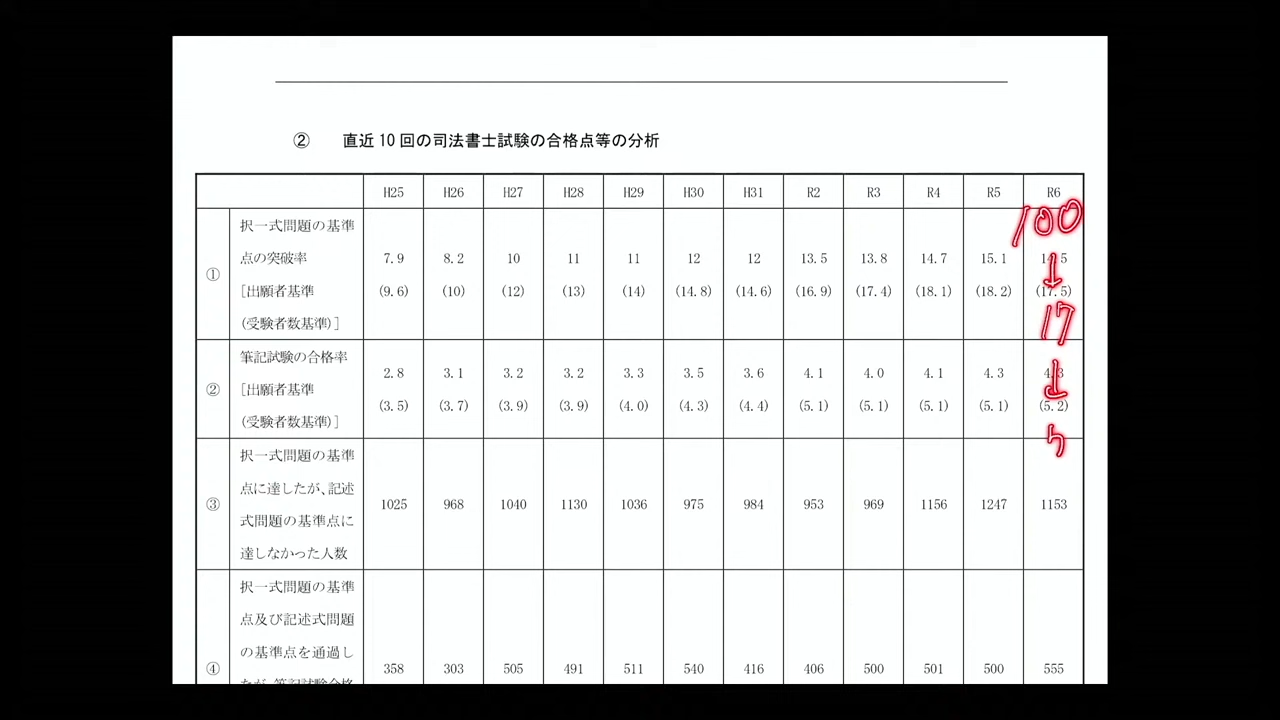 ② 直近 10 回の司法書士試験の合格点等の分析
H25 H26 H27 H28 H29 H30 H31 R2 R3 R4 R5 R6
① 択一式問題の基準
点の突破率 7.9 8.2 10 11 11 12 12 13.5 13.8 14.7 15.1 14.5
[出願者基準 (9.6) (10) (12) (13) (14) (14.8) (14.6) (16.9) (17.4) (18.1) (18.2) (17.5)
(受験者数基準)]
② 筆記試験の合格率
[出願者基準 2.8 3.1 3.2 3.2 3.3 3.5 3.6 4.1 4.0 4.1 4.3 4.3
(受験者数基準)] (3.5) (3.7) (3.9) (3.9) (4.0) (4.3) (4.4) (5.1) (5.1) (5.1) (5.1) (5.2)
③ 択一式問題の基準
点に達したが、記述
式問題の基準点に 1025 968 1040 1130 1036 975 984 953 969 1156 1247 1153
達しなかった人数
④ 択一式問題の基準
点及び記述式問題
の基準点を通過し 358 303 505 491 511 540 416 406 500 501 500 555
たが、筆記試験合格
100
↓
17
↓
5